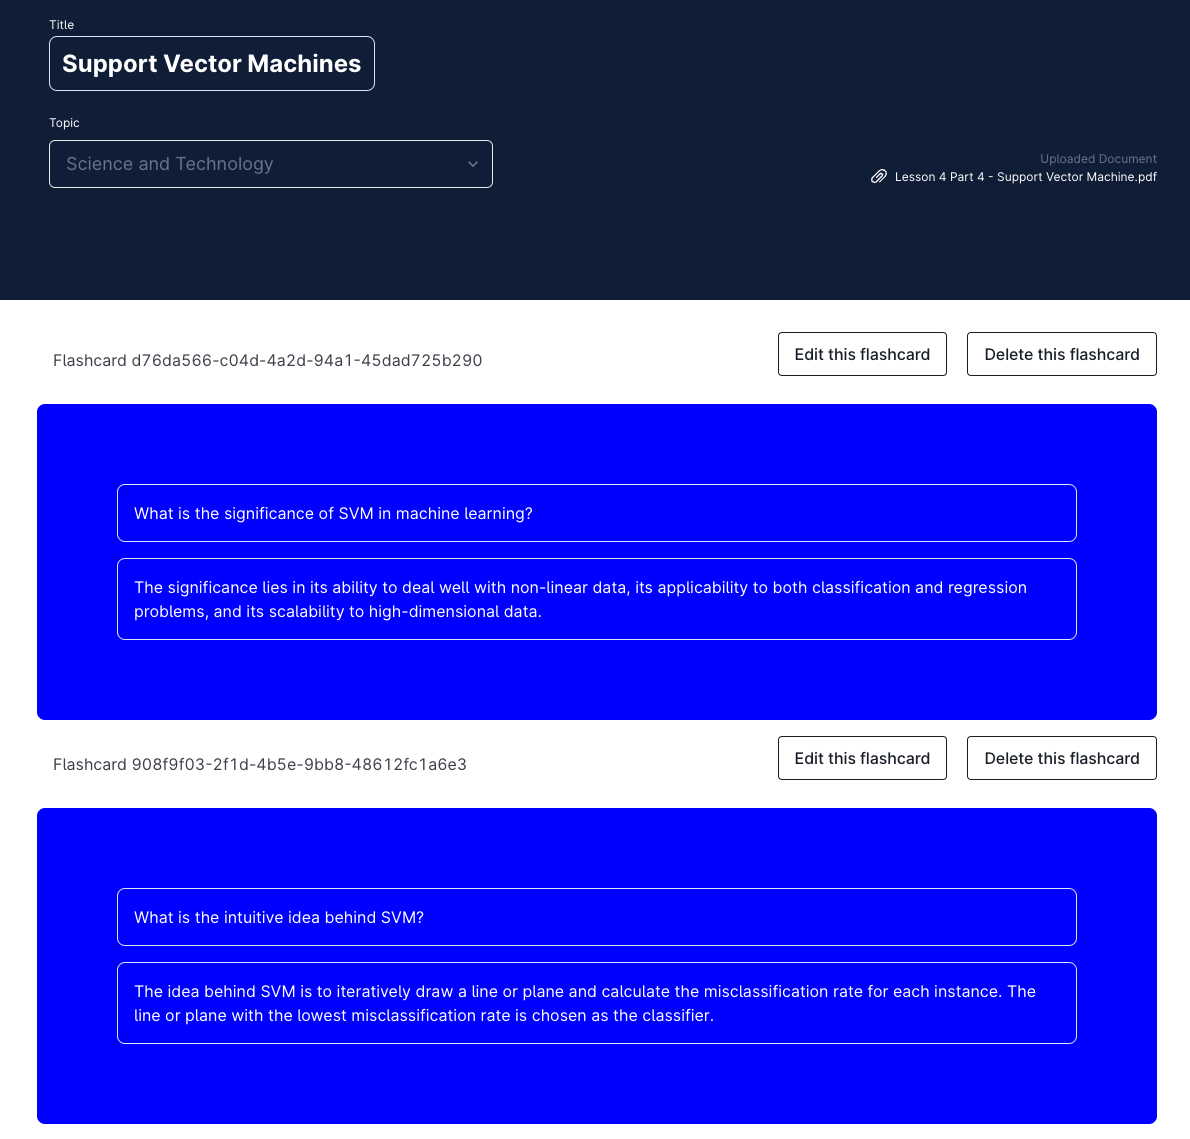 Title
Support Vector Machines
Topic
Science and Technology
Uploaded Document
Lesson 4 Part 4 - Support Vector Machine.pdf
Flashcard d76da566-c04d-4a2d-94a1-45dad725b290
Edit this flashcard
Delete this flashcard
What is the significance of SVM in machine learning?
The significance lies in its ability to deal well with non-linear data, its applicability to both classification and regression
problems, and its scalability to high-dimensional data.
Flashcard 908f9f03-2f1d-4b5e-9bb8-48612fc1a6e3
Edit this flashcard
Delete this flashcard
What is the intuitive idea behind SVM?
The idea behind SVM is to iteratively draw a line or plane and calculate the misclassification rate for each instance. The
line or plane with the lowest misclassification rate is chosen as the classifier.